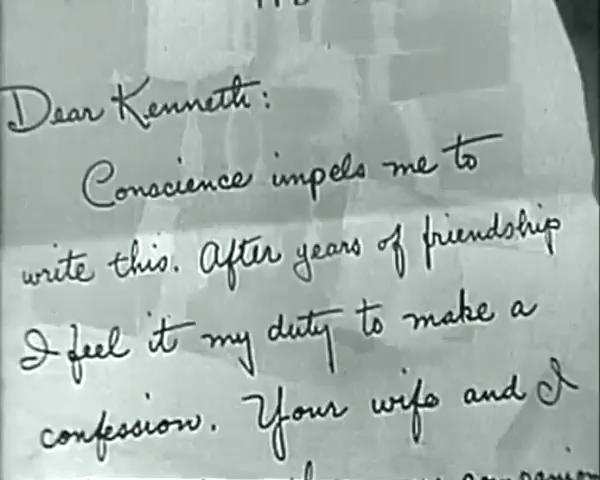 Dear Kenneth:
Conscience impels me to
write this. After years of friendship
I feel it my duty to make a
confession. Your wife and I